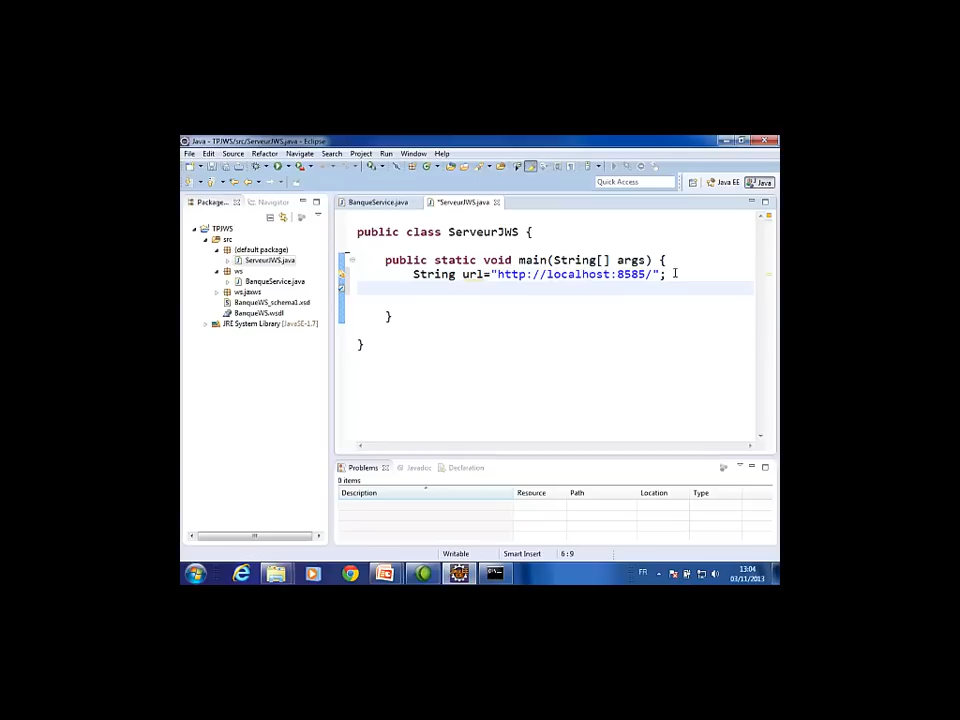 Java - TPJWS/src/ServeurJWS.java - Eclipse
File Edit Source Refactor Navigate Search Project Run Window Help
Quick Access
Java EE
Java
Package...
Navigator
BanqueService.java
*ServeurJWS.java
TPJWS
src
(default package)
ServeurJWS.java
ws
BanqueService.java
ws.jaxws
BanqueWS_schema1.xsd
BanqueWS.wsdl
JRE System Library [JavaSE-1.7]
public class ServeurJWS {
public static void main(String[] args) {
String url="http://localhost:8585/";
}
}
Problems
Javadoc
Declaration
0 items
Description Resource Path Location Type
Writable Smart Insert 6 : 9
FR
13:04
03/11/2013